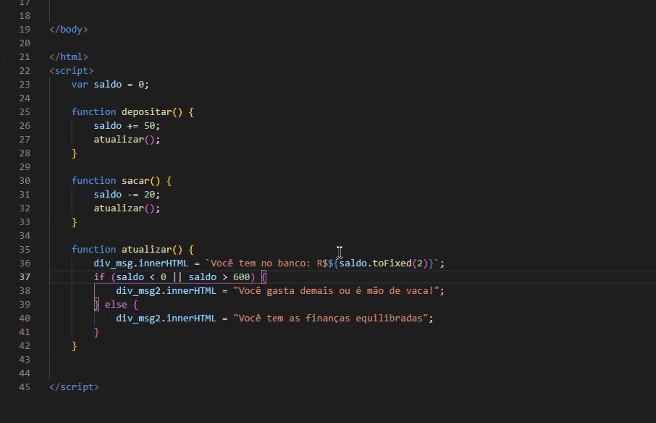 17
18
19 </body>
20
21 </html>
22 <script>
23 var saldo = 0;
24
25 function depositar() {
26 saldo += 50;
27 atualizar();
28 }
29
30 function sacar() {
31 saldo -= 20;
32 atualizar();
33 }
34
35 function atualizar() {
36 div_msg.innerHTML = `Você tem no banco: R$${saldo.toFixed(2)}`;
37 if (saldo < 0 || saldo > 600) {
38 div_msg2.innerHTML = "Você gasta demais ou é mão de vaca!";
39 } else {
40 div_msg2.innerHTML = "Você tem as finanças equilibradas";
41 }
42 }
43
44
45 </script>